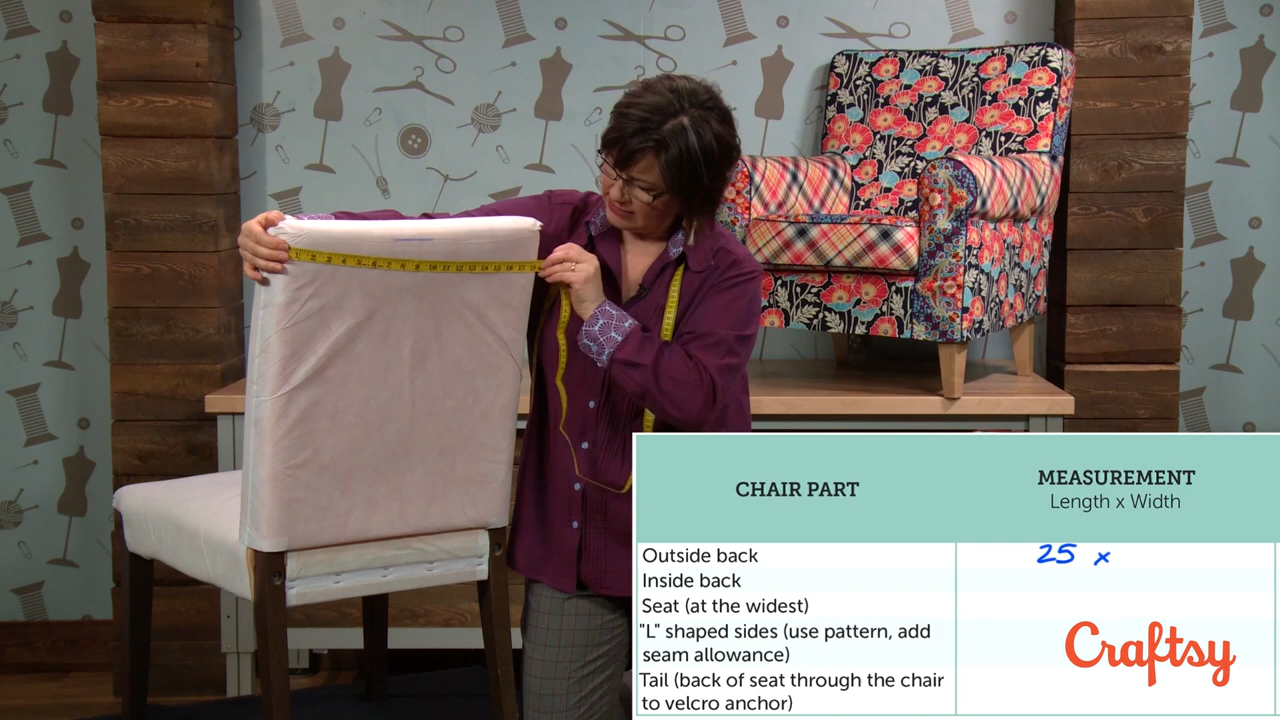 CHAIR PART
MEASUREMENT
Length x Width
Outside back
25 x
Inside back
Seat (at the widest)
"L" shaped sides (use pattern, add
seam allowance)
Tail (back of seat through the chair
to velcro anchor)
Craftsy